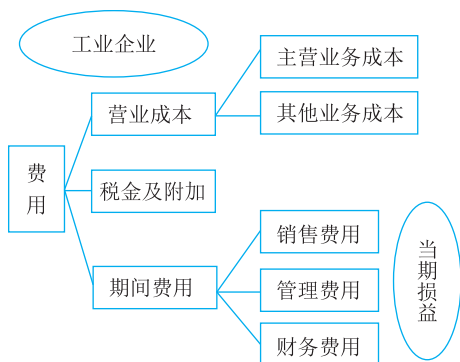 工业企业
主营业务成本
营业成本
其他业务成本
费
用
税金及附加
销售费用
期间费用
管理费用
财务费用
当
期
损
益